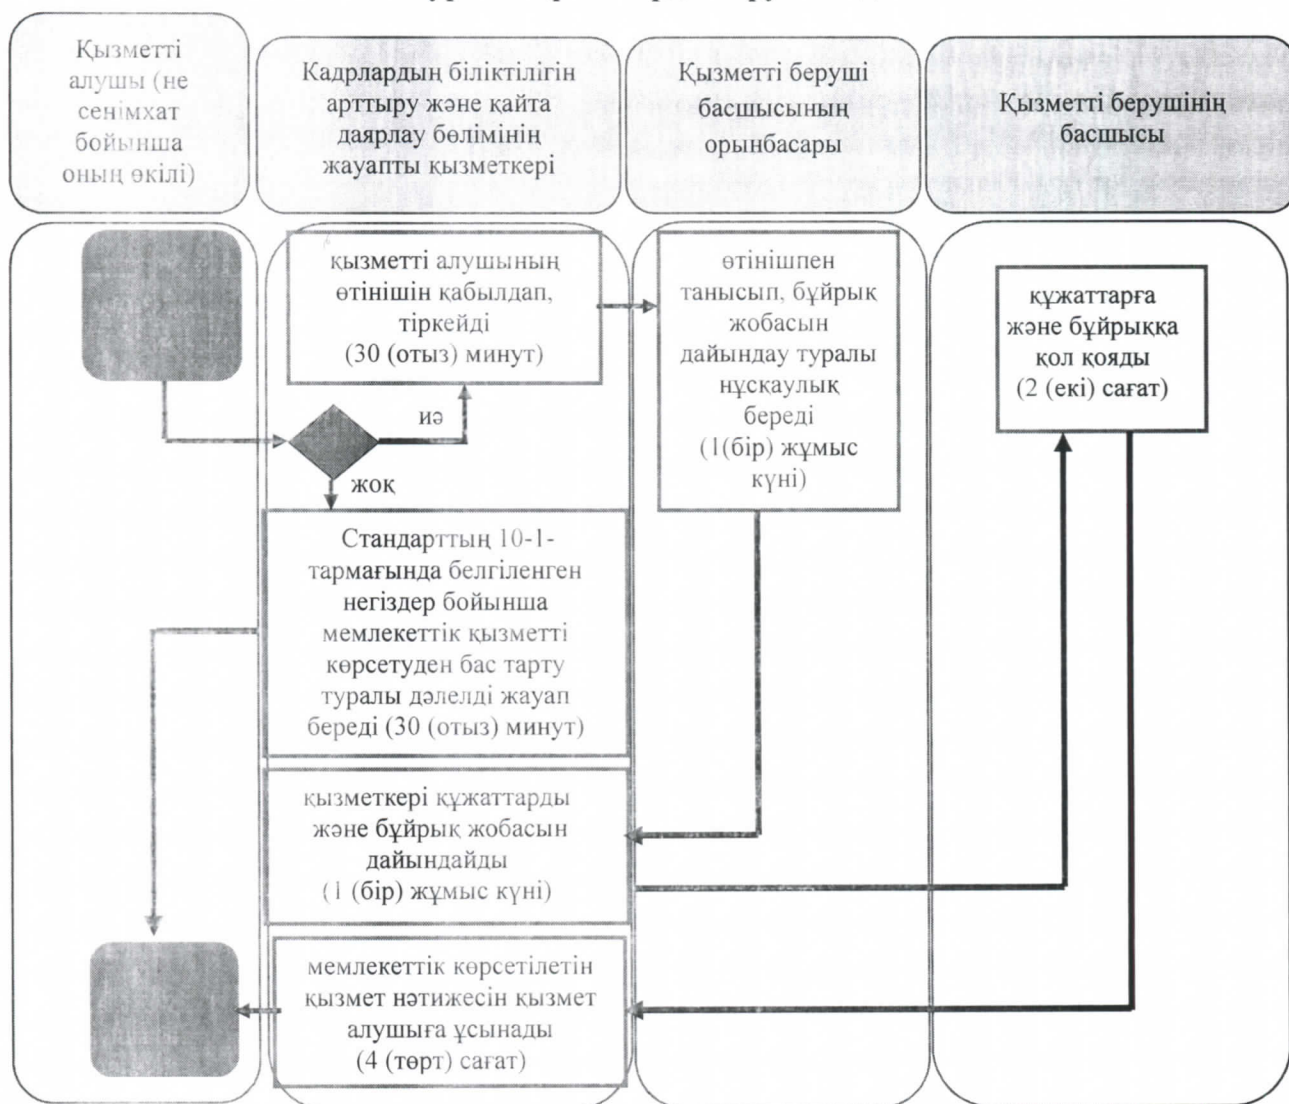 Қызметті
алушы (не
сенімхат
бойынша
оның өкілі)
Кадрлардың біліктілігін
арттыру және қайта
даярлау бөлімінің
жауапты қызметкері
Қызметті беруші
басшысының
орынбасары
Қызметті берушінің
басшысы
қызметті алушының
өтінішін қабылдап,
тіркейді
(30 (отыз) минут)
өтінішпен
танысып, бұйрық
жобасын
дайындау туралы
нұсқаулық
береді
(1(бір) жұмыс
күні)
құжаттарға
және бұйрыққа
қол қояды
(2 (екі) сағат)
иә
жоқ
Стандарттың 10-1-
тармағында белгіленген
негіздер бойынша
мемлекеттік қызметті
көрсетуден бас тарту
туралы дәлелді жауап
береді (30 (отыз) минут)
қызметкері құжаттарды
және бұйрық жобасын
дайындайды
(1 (бір) жұмыс күні)
мемлекеттік көрсетілетін
қызмет нәтижесін қызмет
алушыға ұсынады
(4 (төрт) сағат)